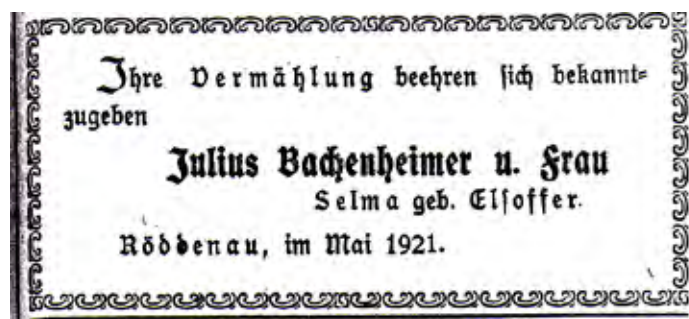 Ihre Vermählung beehren sich bekannt=
zugeben
Julius Bachenheimer u. Frau
Selma geb. Elsoffer.
Röddenau, im Mai 1921.